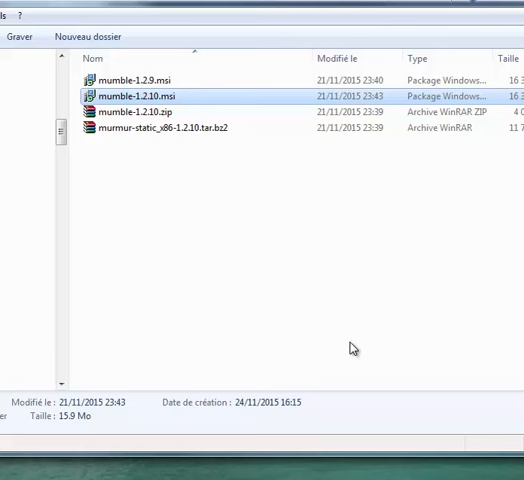 ls ?
Graver Nouveau dossier
Nom Modifié le Type Taille
mumble-1.2.9.msi 21/11/2015 23:40 Package Windows... 16 3
mumble-1.2.10.msi 21/11/2015 23:43 Package Windows... 16 3
mumble-1.2.10.zip 21/11/2015 23:39 Archive WinRAR ZIP 4 0
murmur-static_x86-1.2.10.tar.bz2 21/11/2015 23:39 Archive WinRAR 11 7
Modifié le : 21/11/2015 23:43 Date de création : 24/11/2015 16:15
er Taille : 15.9 Mo